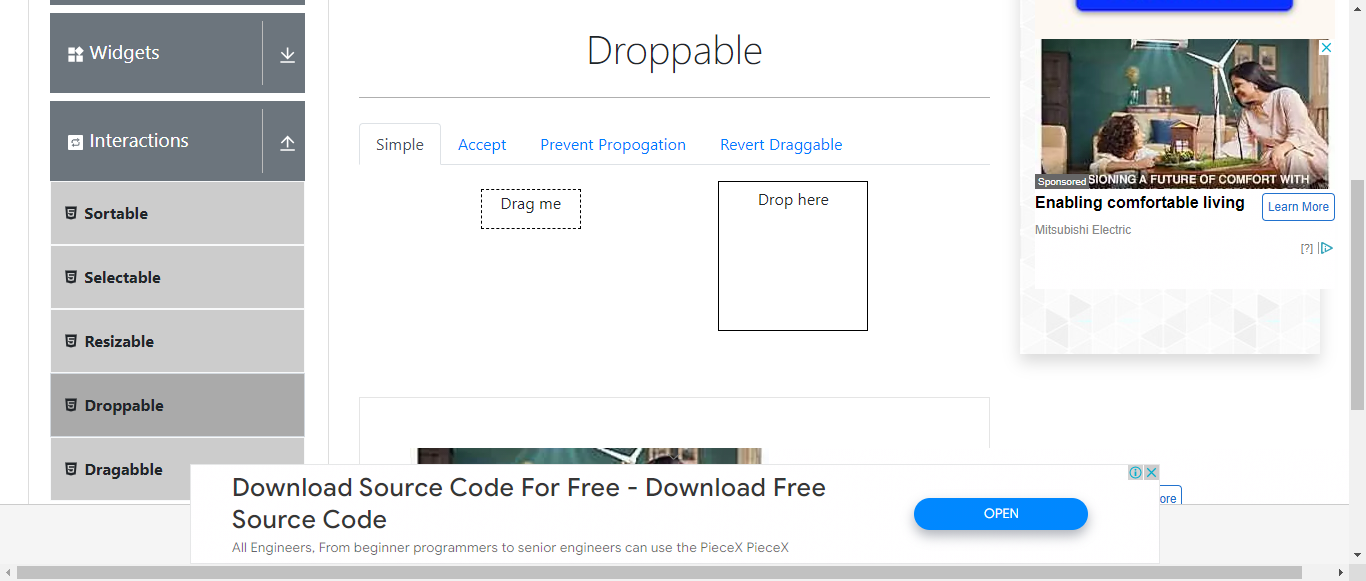 Widgets
Interactions
Sortable
Selectable
Resizable
Droppable
Dragabble
Droppable
Simple
Accept
Prevent Propogation
Revert Draggable
Drag me
Drop here
Sponsored
SIONING A FUTURE OF COMFORT WITH
Enabling comfortable living
Learn More
Mitsubishi Electric
[?]
ore
Download Source Code For Free - Download Free
Source Code
All Engineers, From beginner programmers to senior engineers can use the PieceX PieceX
OPEN